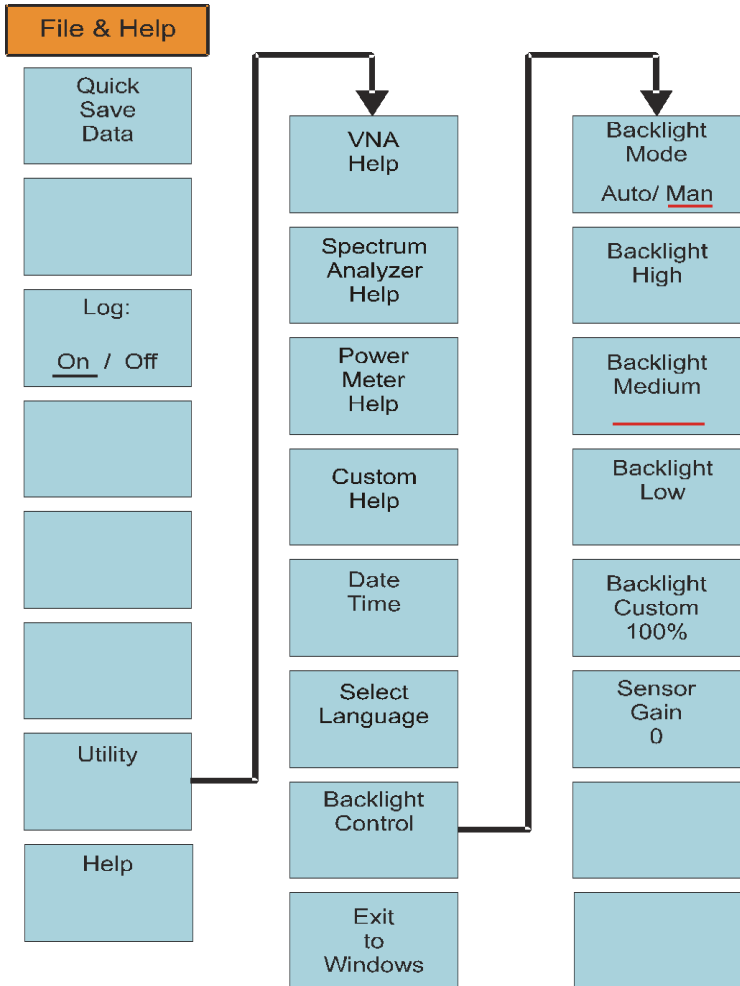 File & Help
Quick
Save
Data
Log:
On / Off
Utility
Help
VNA
Help
Spectrum
Analyzer
Help
Power
Meter
Help
Custom
Help
Date
Time
Select
Language
Backlight
Control
Exit
to
Windows
Backlight
Mode
Auto/ Man
Backlight
High
Backlight
Medium
Backlight
Low
Backlight
Custom
100%
Sensor
Gain
0